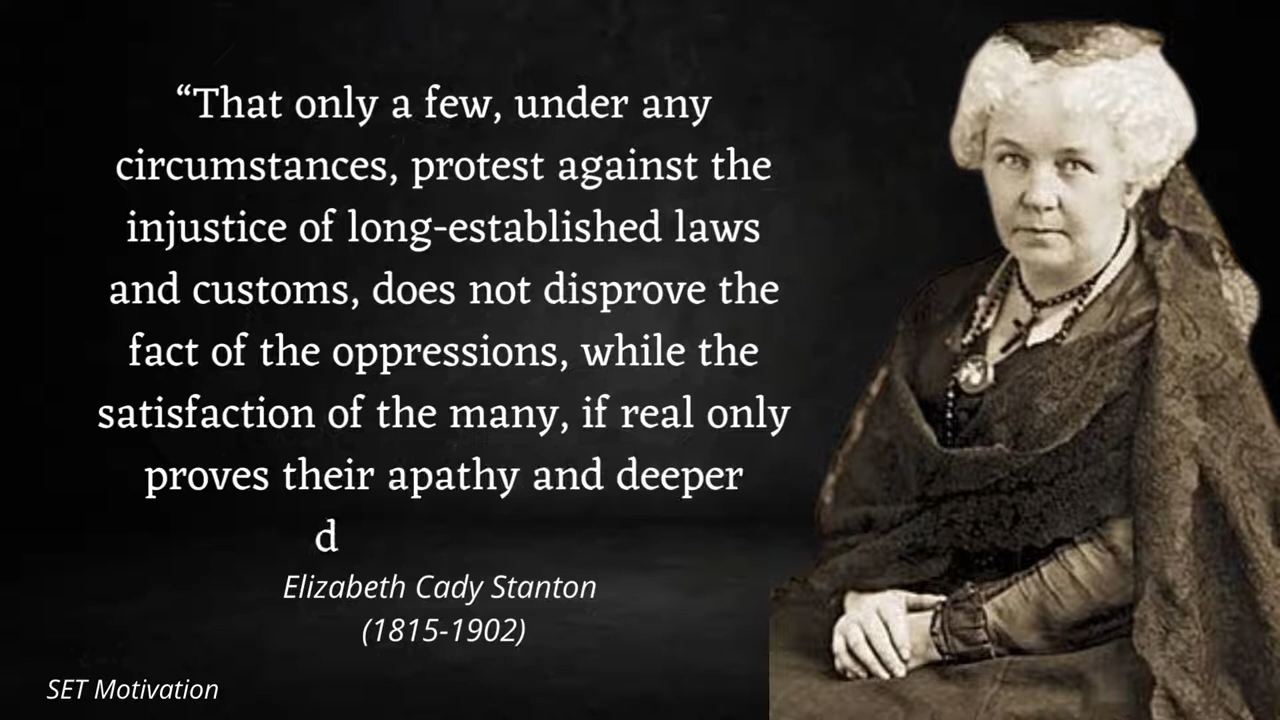 “That only a few, under any
circumstances, protest against the
injustice of long-established laws
and customs, does not disprove the
fact of the oppressions, while the
satisfaction of the many, if real only
proves their apathy and deeper
d
Elizabeth Cady Stanton
(1815-1902)
SET Motivation